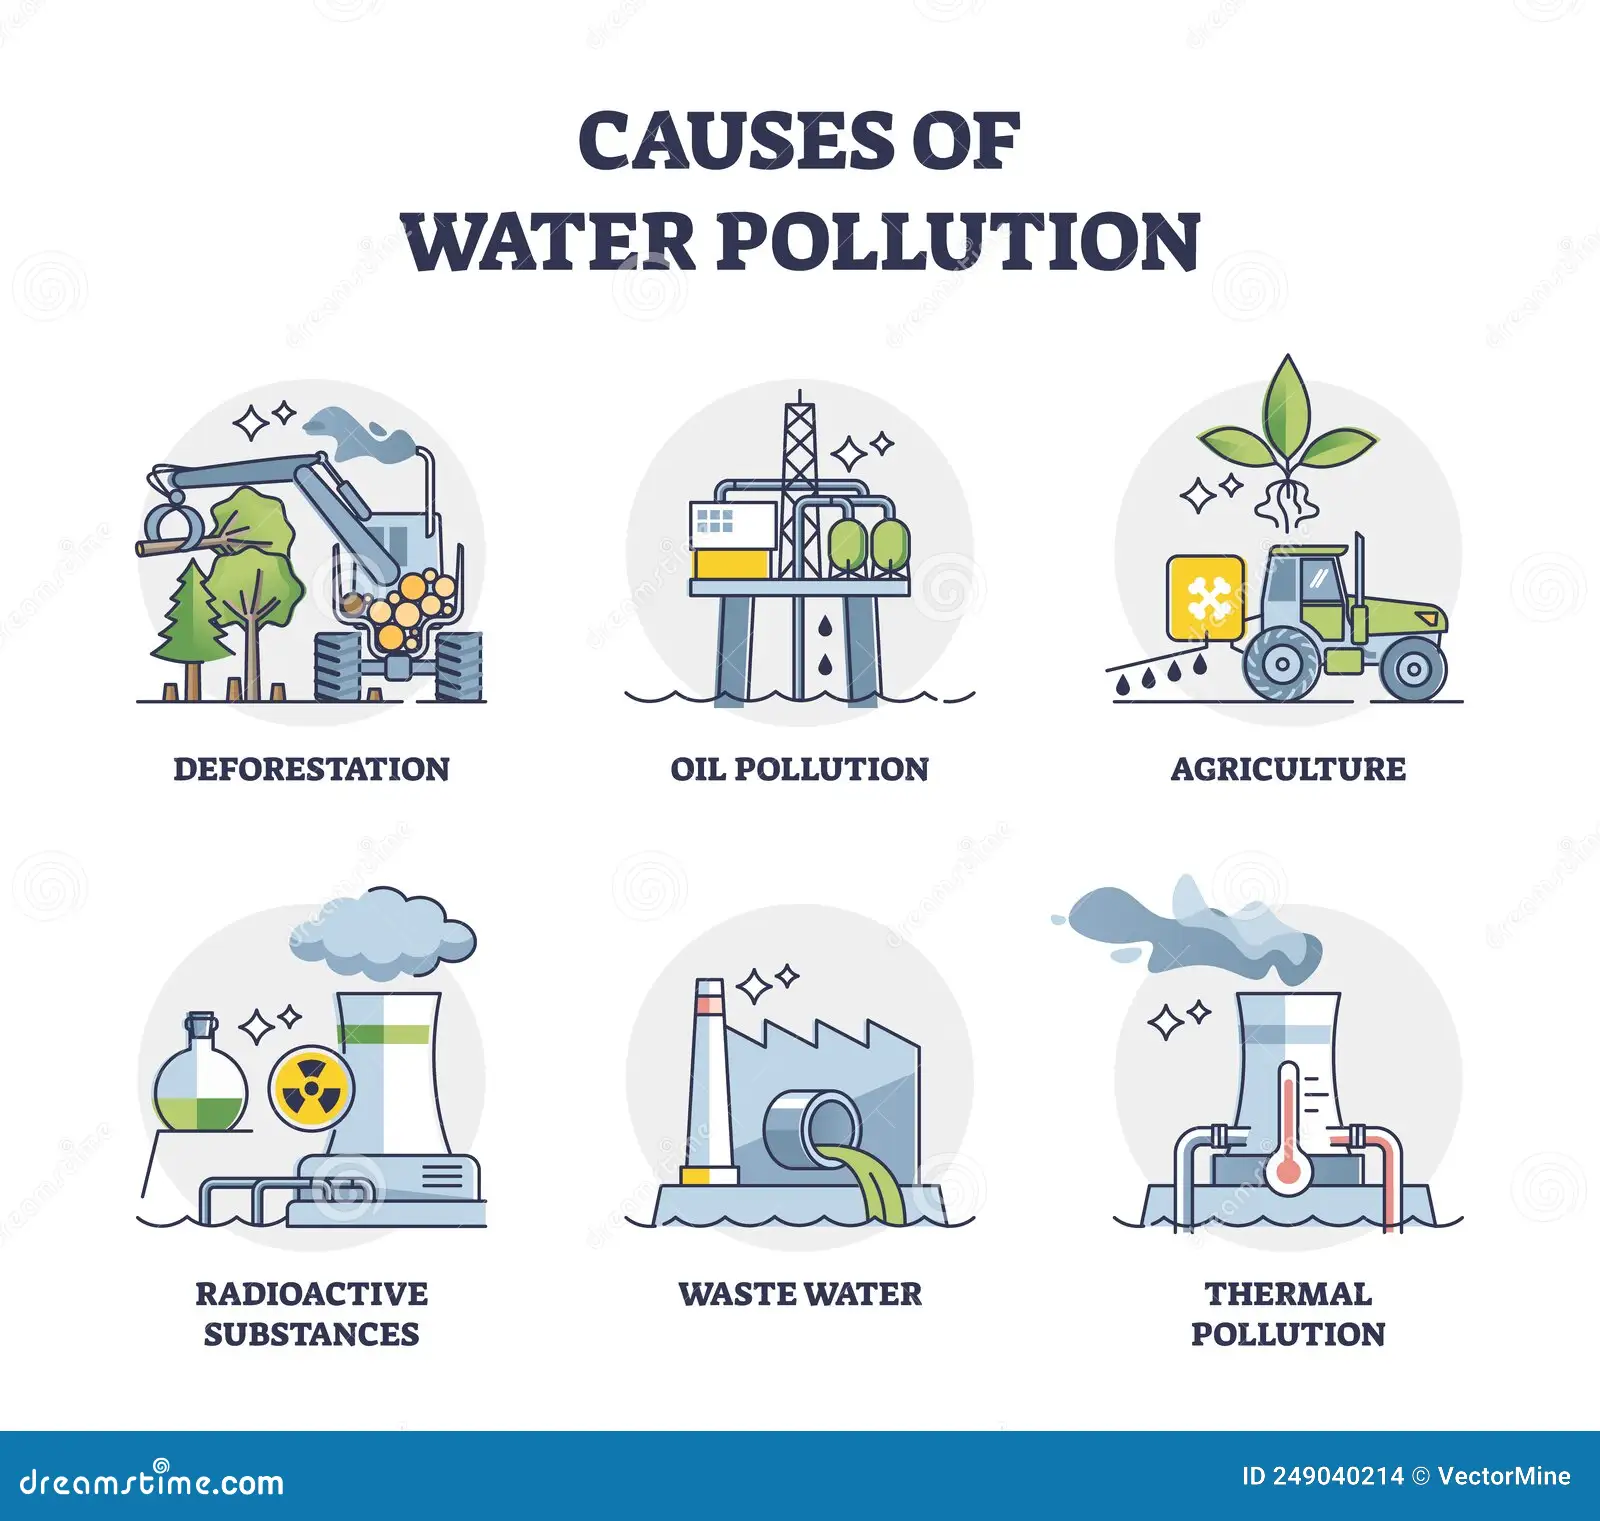 CAUSES OF
WATER POLLUTION
DEFORESTATION
OIL POLLUTION
AGRICULTURE
RADIOACTIVE
SUBSTANCES
WASTE WATER
THERMAL
POLLUTION
dreamstime.com
ID 249040214 © VectorMine